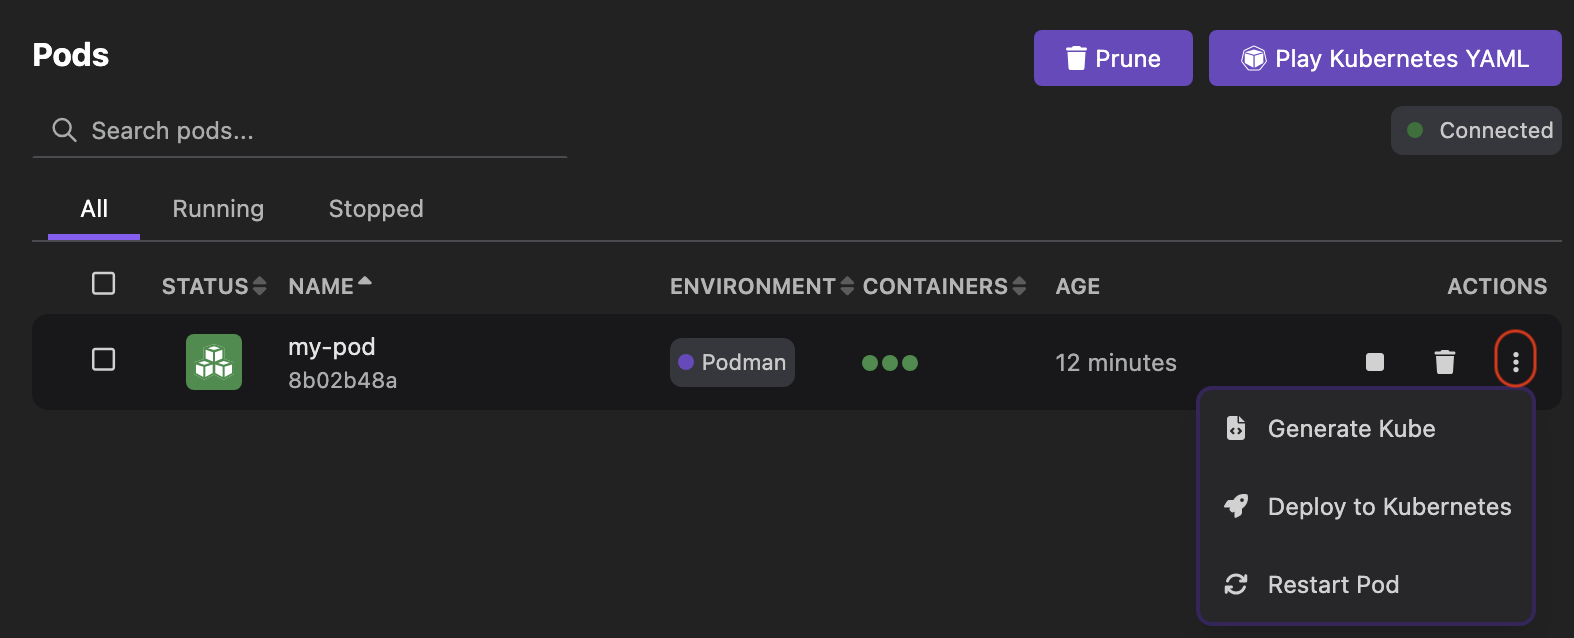 Pods
Prune
Play Kubernetes YAML
Search pods...
Connected
All
Running
Stopped
STATUS
NAME
ENVIRONMENT
CONTAINERS
AGE
ACTIONS
my-pod
8b02b48a
Podman
12 minutes
Generate Kube
Deploy to Kubernetes
Restart Pod